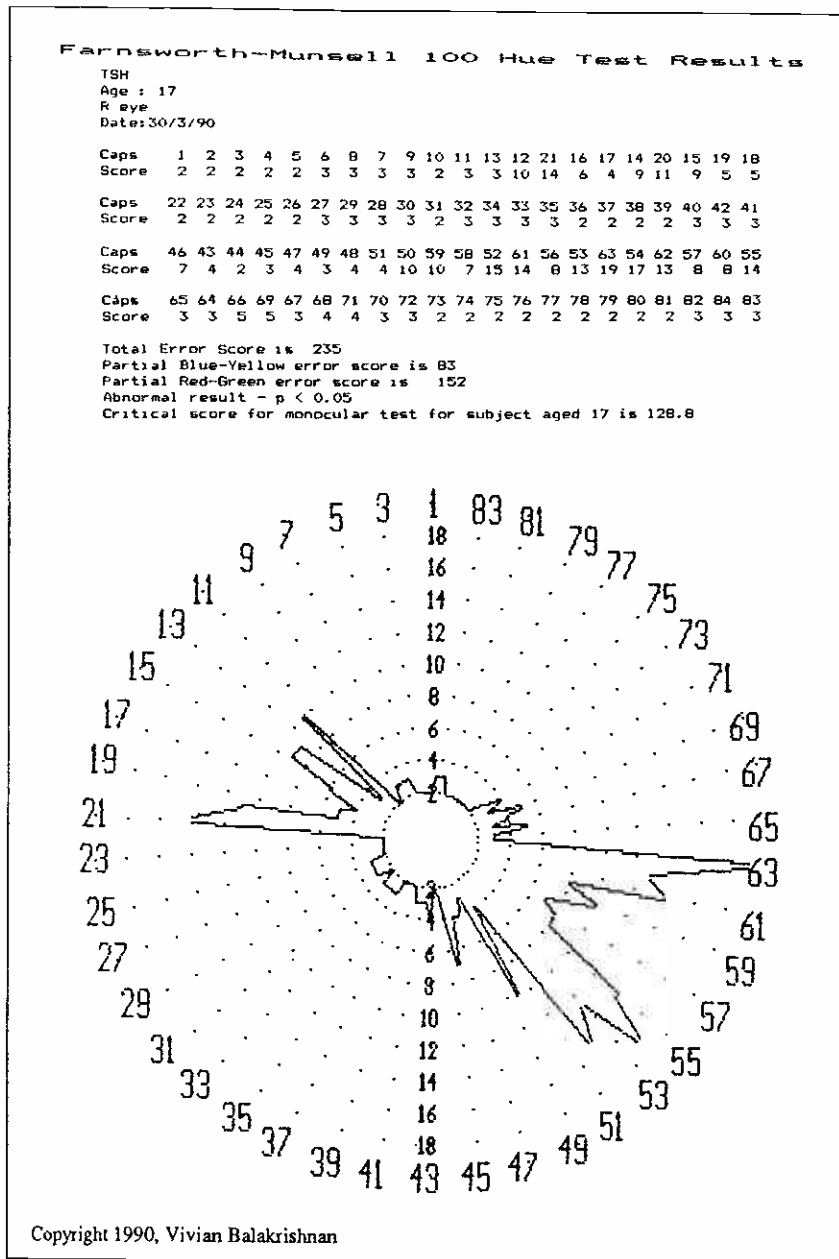 Farnsworth-Munsell 100 Hue Test Results
TSH
Age : 17
R eye
Date:30/3/90
Caps 1 2 3 4 5 6 8 7 9 10 11 13 12 21 16 17 14 20 15 19 18
Score 2 2 2 2 2 3 3 3 3 2 3 3 10 14 6 4 9 11 9 5 5
Caps 22 23 24 25 26 27 29 28 30 31 32 34 33 35 36 37 38 39 40 42 41
Score 2 2 2 2 2 3 3 3 3 2 3 3 3 3 2 2 2 2 3 3 3
Caps 46 43 44 45 47 49 48 51 50 59 58 52 61 56 53 63 54 62 57 60 55
Score 7 4 2 3 4 3 4 4 10 10 7 15 14 8 13 19 17 13 8 8 14
Caps 65 64 66 69 67 68 71 70 72 73 74 75 76 77 78 79 80 81 82 84 83
Score 3 3 5 5 3 4 4 3 3 2 2 2 2 2 2 2 2 2 3 3 3
Total Error Score is 235
Partial Blue-Yellow error score is 83
Partial Red-Green error score is 152
Abnormal result - p < 0.05
Critical score for monocular test for subject aged 17 is 128.8
1
3 83
5 81
7 79
9 77
11 75
13 73
15 71
17 69
19 67
21 65
23 63
25 61
27 59
29 57
31 55
33 53
35 51
37 49
39 47
41 45
43
18
16
14
12
10
8
6
4
2
2
4
6
8
10
12
14
16
18
Copyright 1990, Vivian Balakrishnan